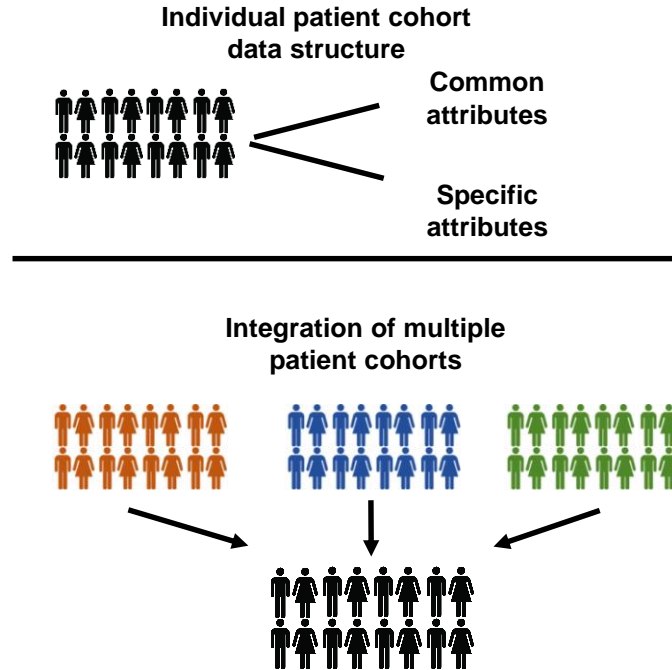 Individual patient cohort
data structure
Common
attributes
Specific
attributes
Integration of multiple
patient cohorts